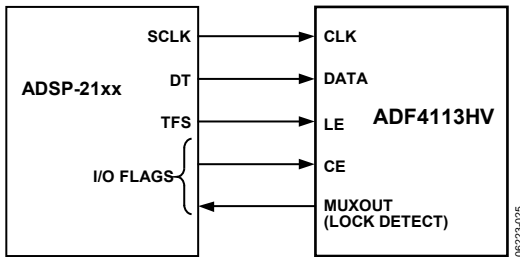 SCLK
DT
TFS
ADSP-21xx
I/O FLAGS
CLK
DATA
LE
CE
MUXOUT
(LOCK DETECT)
ADF4113HV
06223-025